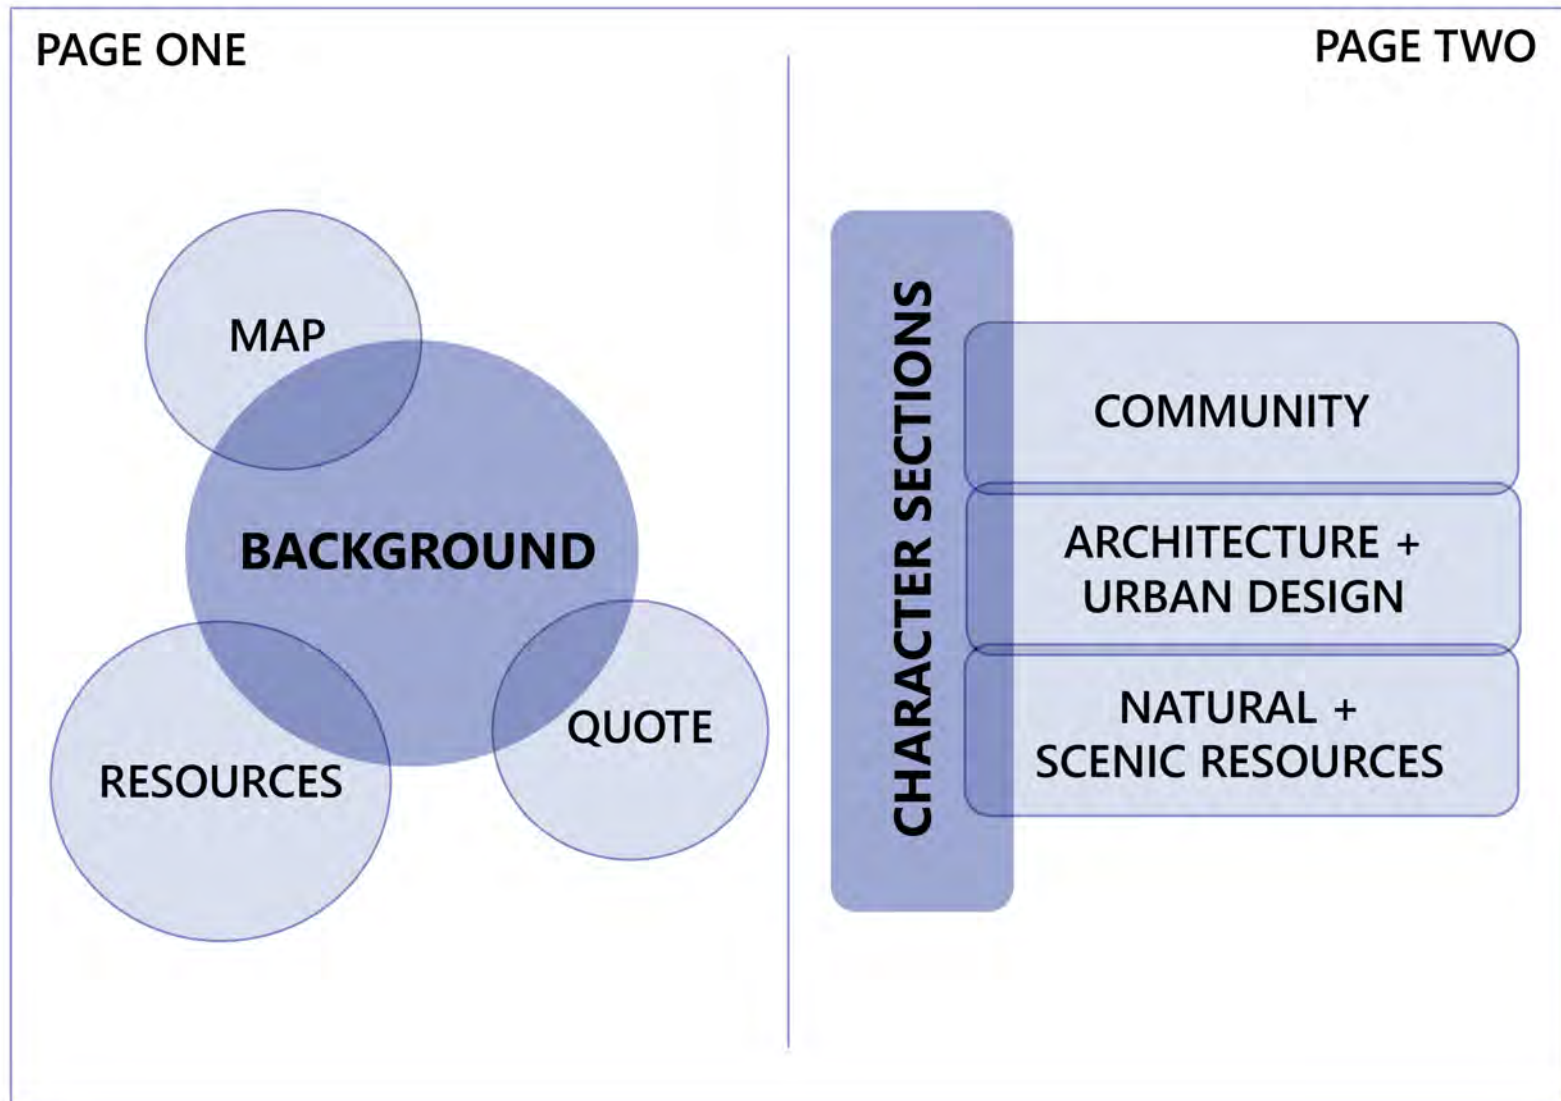 PAGE ONE
MAP
BACKGROUND
QUOTE
RESOURCES
PAGE TWO
CHARACTER SECTIONS
COMMUNITY
ARCHITECTURE +
URBAN DESIGN
NATURAL +
SCENIC RESOURCES